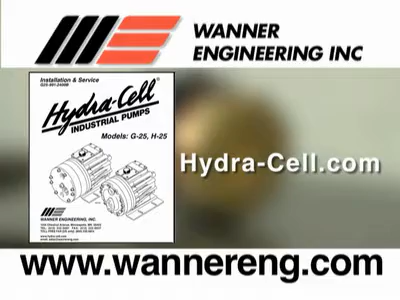 WANNER
ENGINEERING INC
Installation & Service
Hydra-Cell®
INDUSTRIAL PUMPS
Models: G-25, H-25
WANNER ENGINEERING, INC.
Hydra-Cell.com
www.wannereng.com